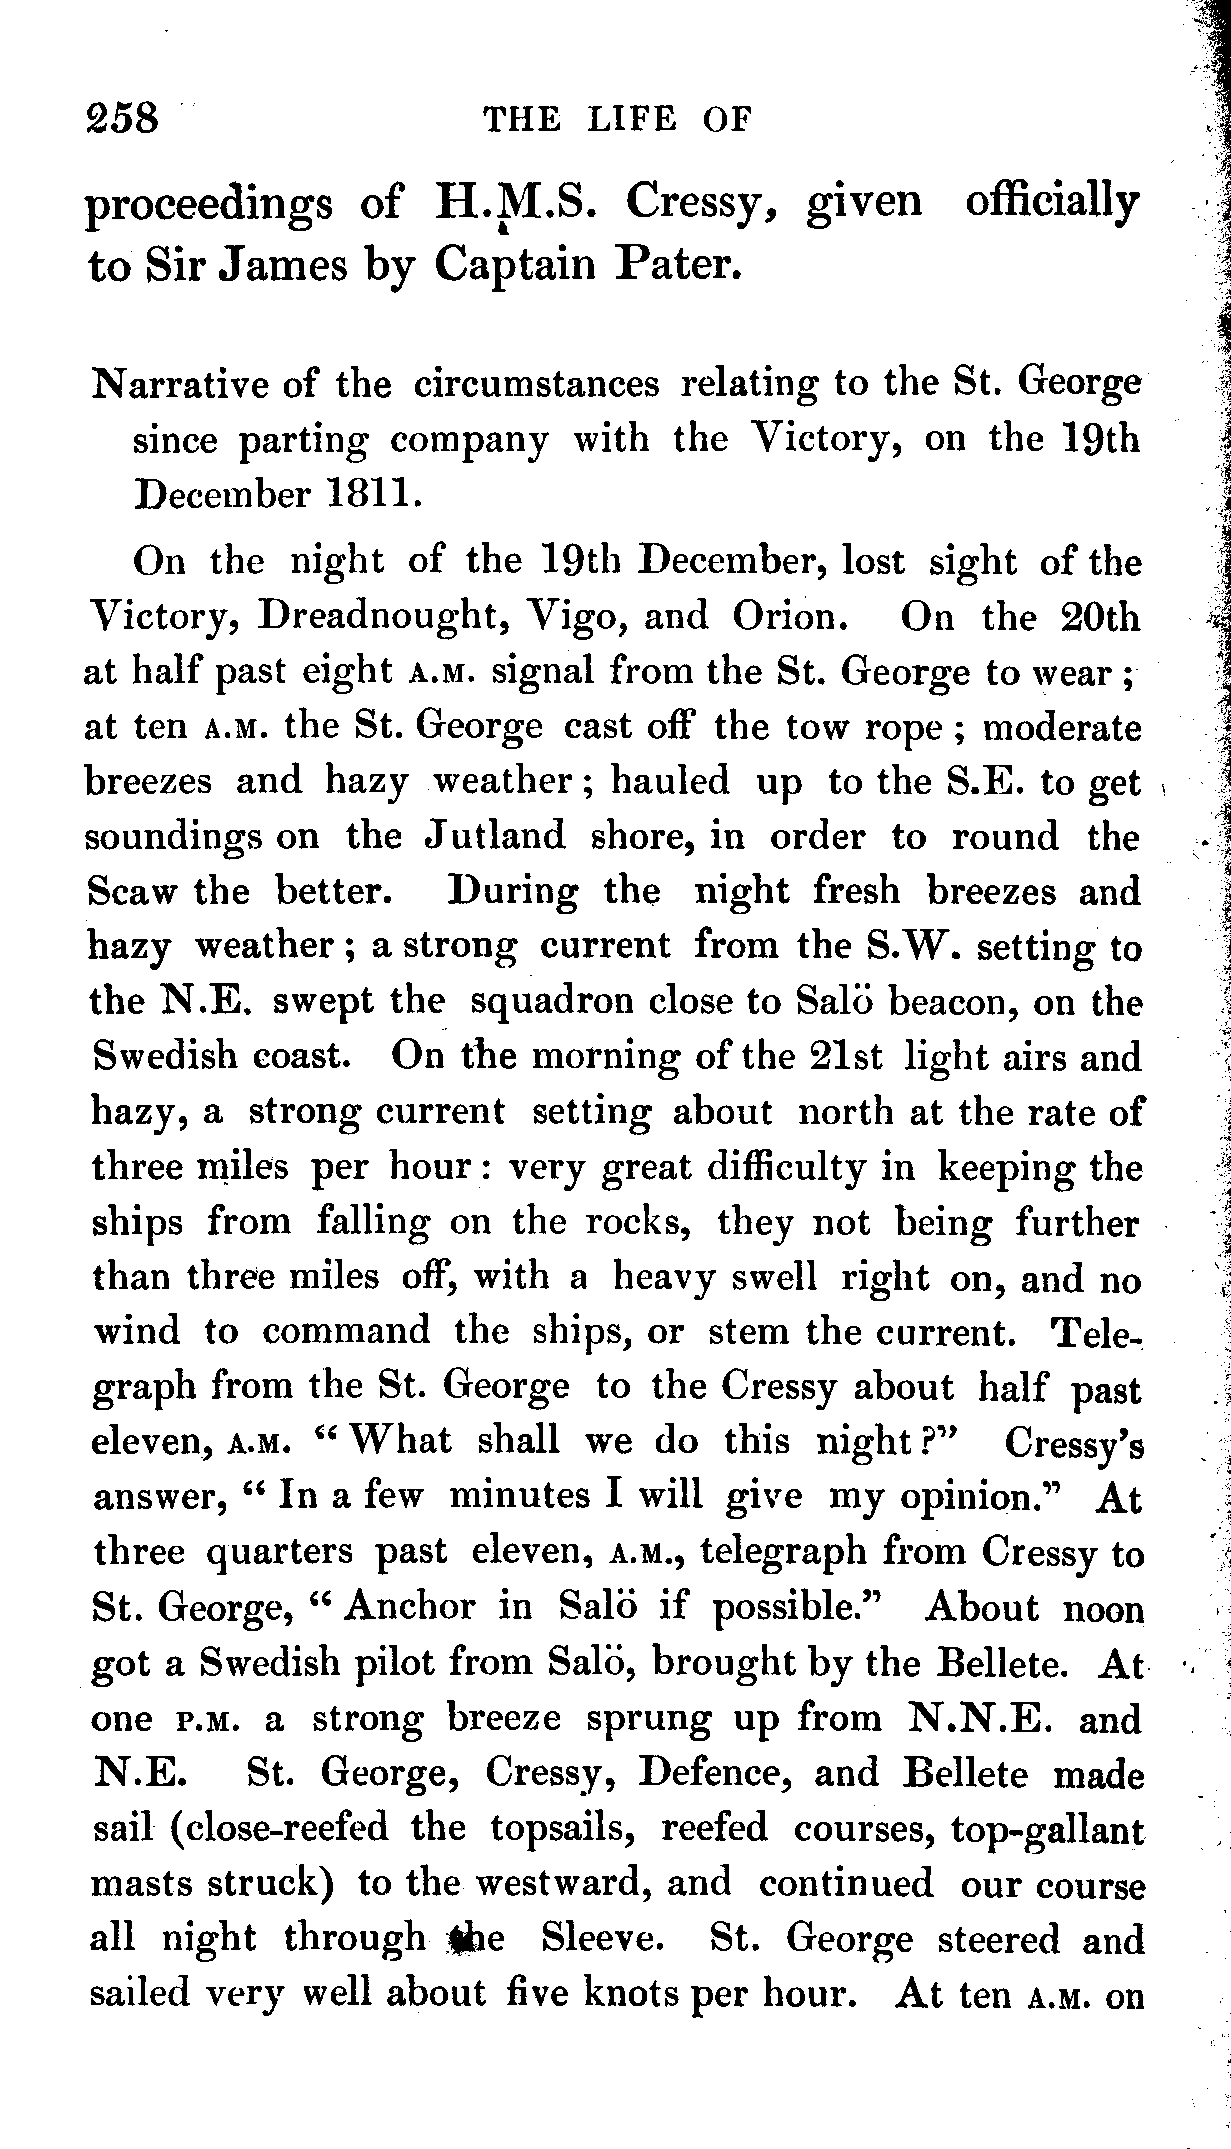 258 THE LIFE OF
proceedings of H.M.S. Cressy, given officially
to Sir James by Captain Pater.
Narrative of the circumstances relating to the St. George
since parting company with the Victory, on the 19th
December 1811.
On the night of the 19th December, lost sight of the
Victory, Dreadnought, Vigo, and Orion. On the 20th
at half past eight A.M. signal from the St. George to wear;
at ten A.M. the St. George cast off the tow rope; moderate
breezes and hazy weather; hauled up to the S.E. to get
soundings on the Jutland shore, in order to round the
Scaw the better. During the night fresh breezes and
hazy weather; a strong current from the S.W. setting to
the N.E. swept the squadron close to Salö beacon, on the
Swedish coast. On the morning of the 21st light airs and
hazy, a strong current setting about north at the rate of
three miles per hour: very great difficulty in keeping the
ships from falling on the rocks, they not being further
than three miles off, with a heavy swell right on, and no
wind to command the ships, or stem the current. Tele-
graph from the St. George to the Cressy about half past
eleven, A.M. “What shall we do this night?” Cressy’s
answer, “In a few minutes I will give my opinion.” At
three quarters past eleven, A.M., telegraph from Cressy to
St. George, “Anchor in Salö if possible.” About noon
got a Swedish pilot from Salö, brought by the Bellete. At
one P.M. a strong breeze sprung up from N.N.E. and
N.E. St. George, Cressy, Defence, and Bellete made
sail (close-reefed the topsails, reefed courses, top-gallant
masts struck) to the westward, and continued our course
all night through the Sleeve. St. George steered and
sailed very well about five knots per hour. At ten A.M. on